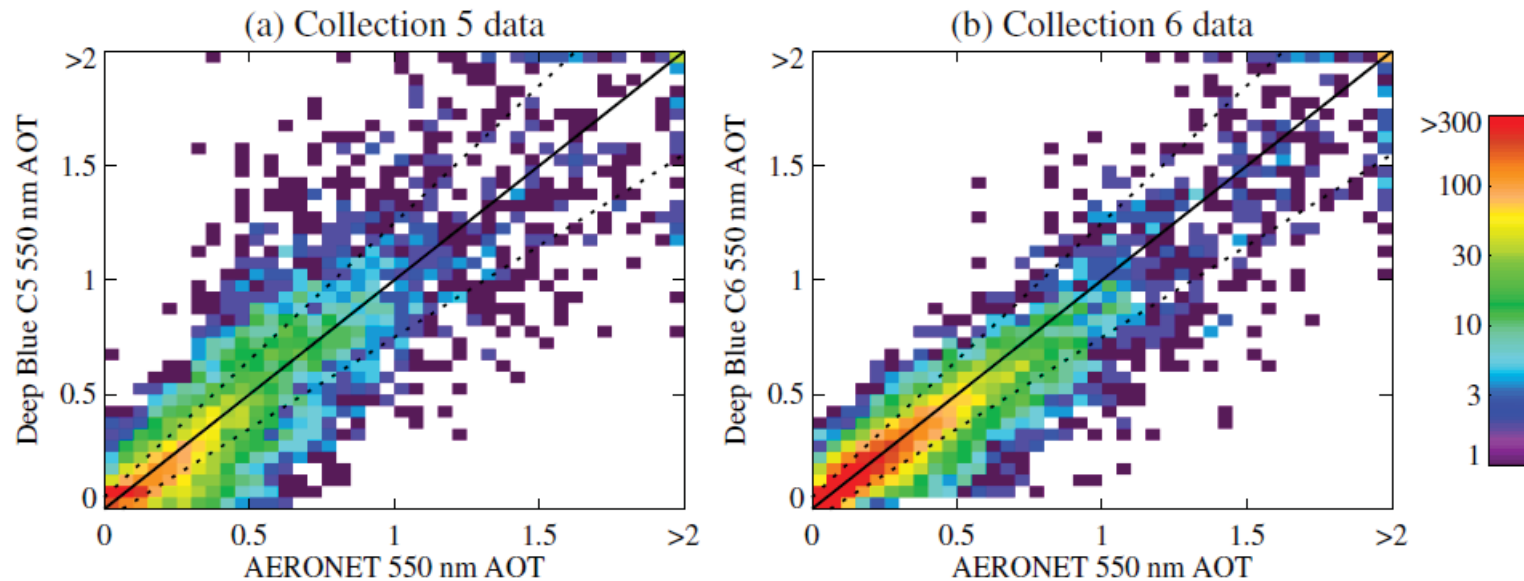 (a) Collection 5 data
>2
1.5
1
0.5
0
Deep Blue C5 550 nm AOT
0 0.5 1 1.5 >2
AERONET 550 nm AOT
(b) Collection 6 data
>2
1.5
1
0.5
0
Deep Blue C6 550 nm AOT
0 0.5 1 1.5 >2
AERONET 550 nm AOT
>300
100
30
10
3
1